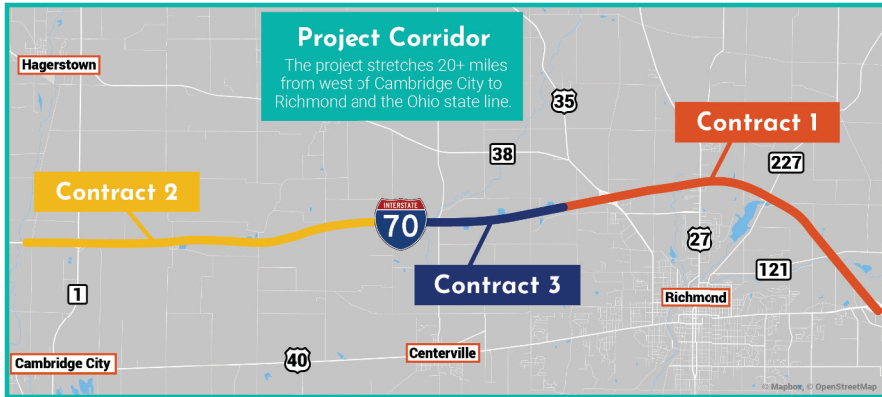 Project Corridor
The project stretches 20+ miles
from west of Cambridge City to
Richmond and the Ohio state line.
Hagerstown
35
Contract 1
38
227
Contract 2
INTERSTATE
70
27
Contract 3
121
1
Richmond
Cambridge City
40
Centerville
© Mapbox, © OpenStreetMap